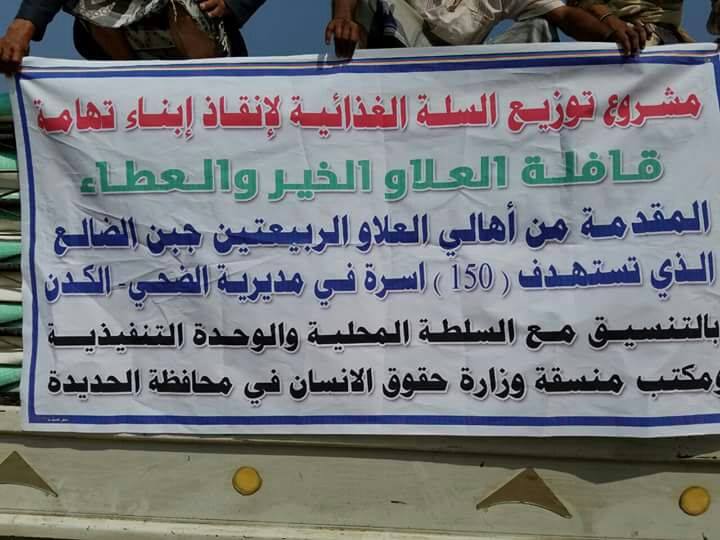 مشروع توزيع السلة الغذائية لإنقاذ إبناء تهامة
قافلة العلاو الخير والعطاء
المقدمة من أهالي العلاو الربيعتين جبن الضالع
الذي تستهدف ( 150 ) اسرة في مديرية الضحي- الكدن
بالتنسيق مع السلطة المحلية والوحدة التنفيذية
ومكتب منسقة وزارة حقوق الانسان في محافظة الحديدة